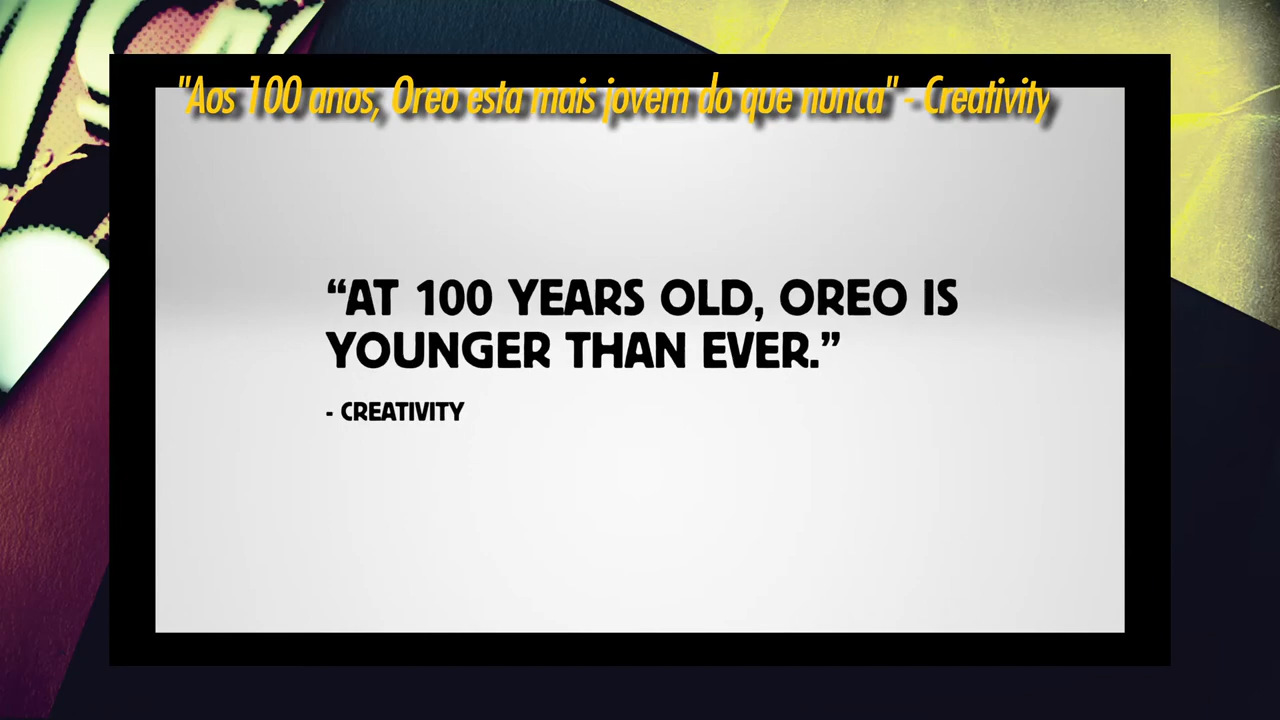 "Aos 100 anos, Oreo esta mais jovem do que nunca" - Creativity
“AT 100 YEARS OLD, OREO IS
YOUNGER THAN EVER.”
- CREATIVITY